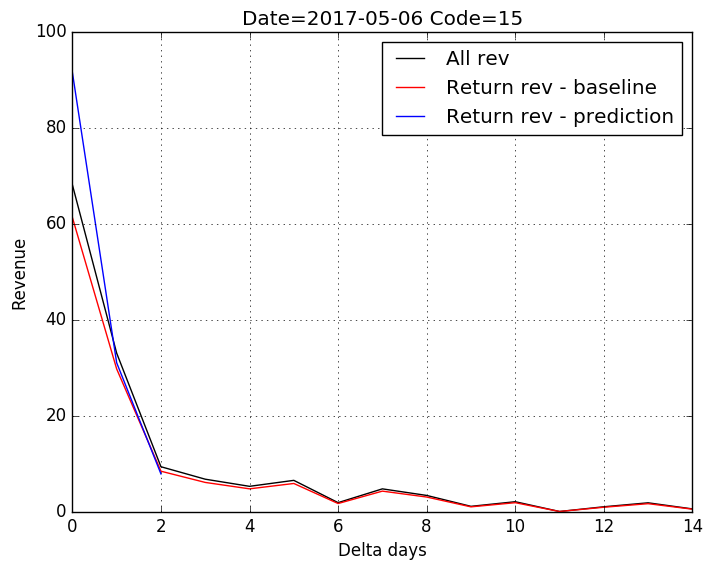 Date=2017-05-06 Code=15
100
80
60
40
20
0
Revenue
All rev
Return rev - baseline
Return rev - prediction
0 2 4 6 8 10 12 14
Delta days